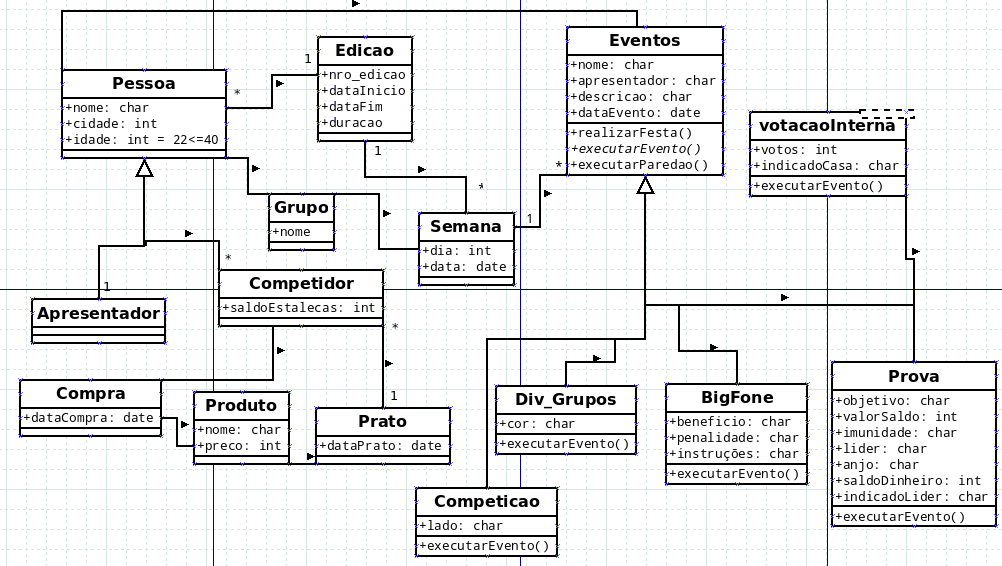 Pessoa
+nome: char
+cidade: int
+idade: int = 22<=40
*
1
Edicao
+nro_edicao
+dataInicio
+dataFim
+duracao
1
*
Eventos
+nome: char
+apresentador: char
+descricao: char
+dataEvento: date
+realizarFesta()
+executarEvento()
+executarParedao()
*
1
votacaoInterna
+votos: int
+indicadoCasa: char
+executarEvento()
Grupo
+nome
Semana
+dia: int
+data: date
*
Competidor
+saldoEstalecas: int
*
1
1
Apresentador
Compra
+dataCompra: date
Produto
+nome: char
+preco: int
Prato
+dataPrato: date
Div_Grupos
+cor: char
+executarEvento()
BigFone
+beneficio: char
+penalidade: char
+instruções: char
+executarEvento()
Prova
+objetivo: char
+valorSaldo: int
+imunidade: char
+lider: char
+anjo: char
+saldoDinheiro: int
+indicadoLider: char
+executarEvento()
Competicao
+lado: char
+executarEvento()